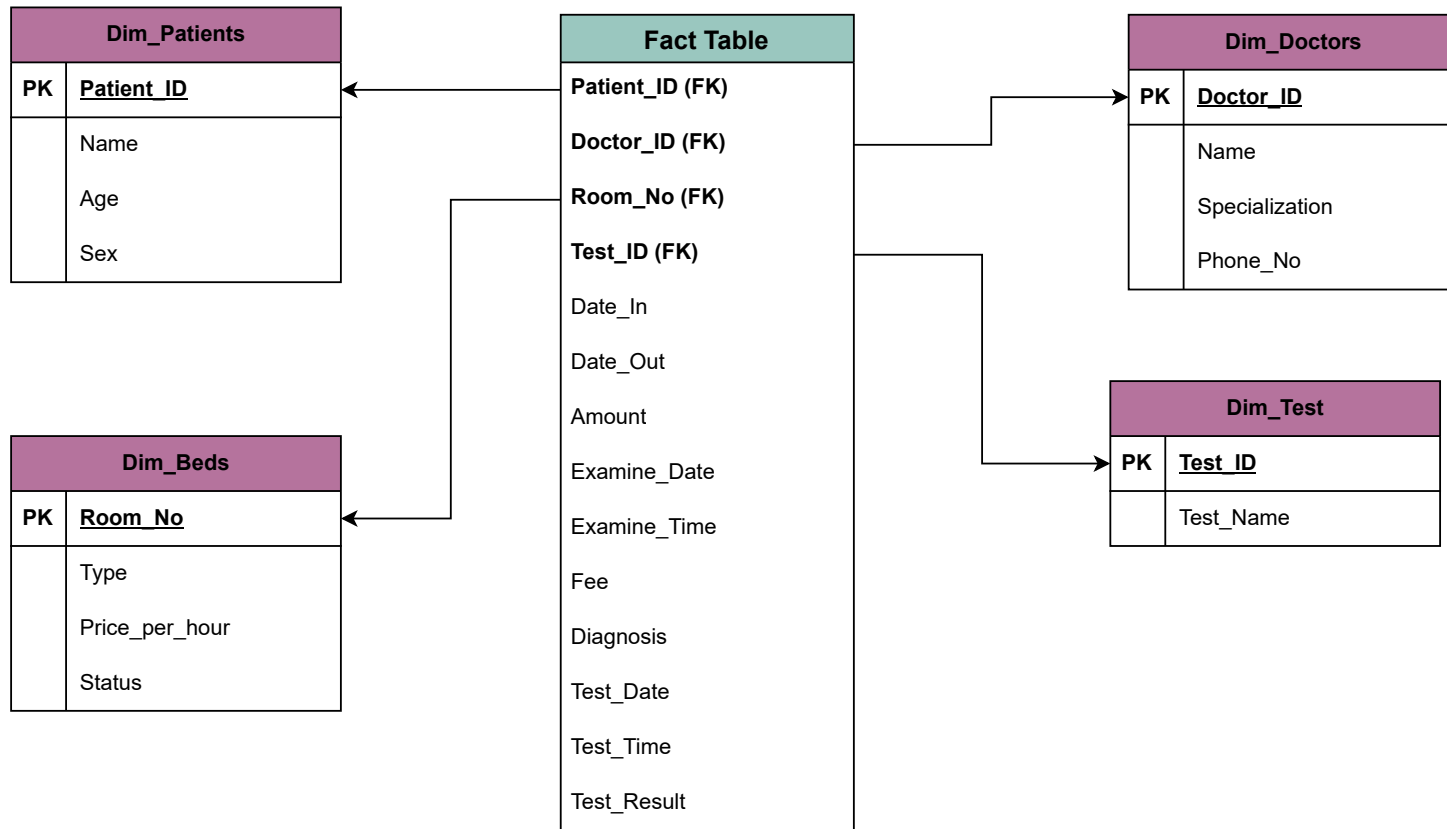 Dim_Patients
PK Patient_ID
Name
Age
Sex
Dim_Beds
PK Room_No
Type
Price_per_hour
Status
Fact Table
Patient_ID (FK)
Doctor_ID (FK)
Room_No (FK)
Test_ID (FK)
Date_In
Date_Out
Amount
Examine_Date
Examine_Time
Fee
Diagnosis
Test_Date
Test_Time
Test_Result
Dim_Doctors
PK Doctor_ID
Name
Specialization
Phone_No
Dim_Test
PK Test_ID
Test_Name